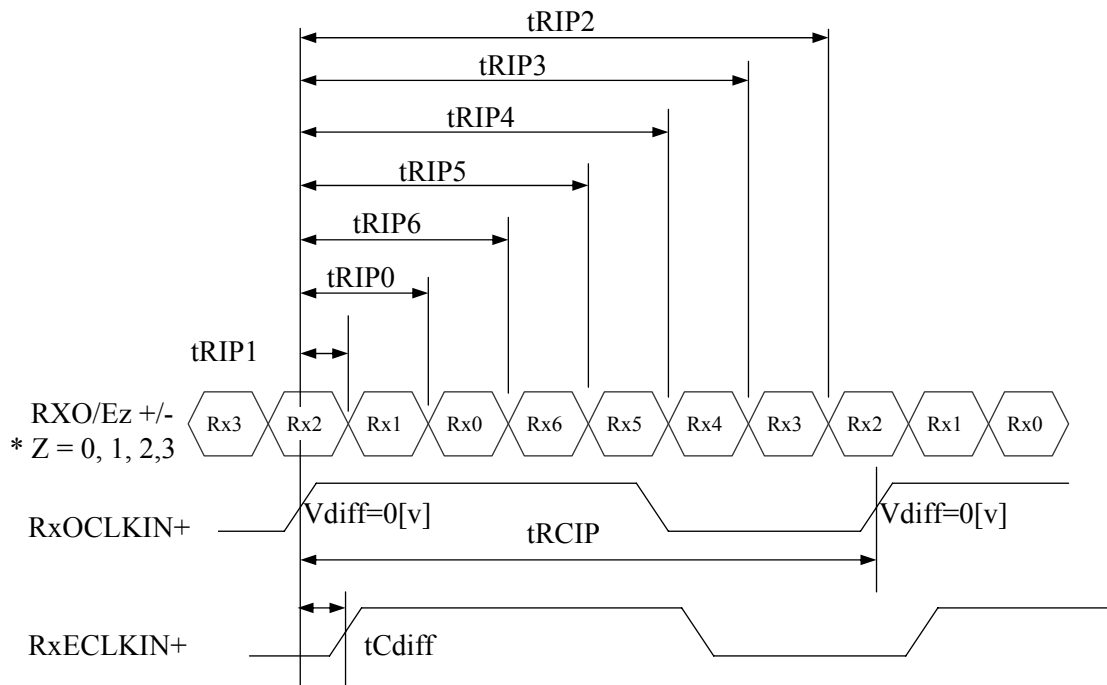 tRIP2
tRIP3
tRIP4
tRIP5
tRIP6
tRIP0
tRIP1
RXO/Ez +/-
* Z = 0, 1, 2,3
Rx3 Rx2 Rx1 Rx0 Rx6 Rx5 Rx4 Rx3 Rx2 Rx1 Rx0
RxOCLKIN+
Vdiff=0[v] Vdiff=0[v]
tRCIP
RxECLKIN+
tCdiff